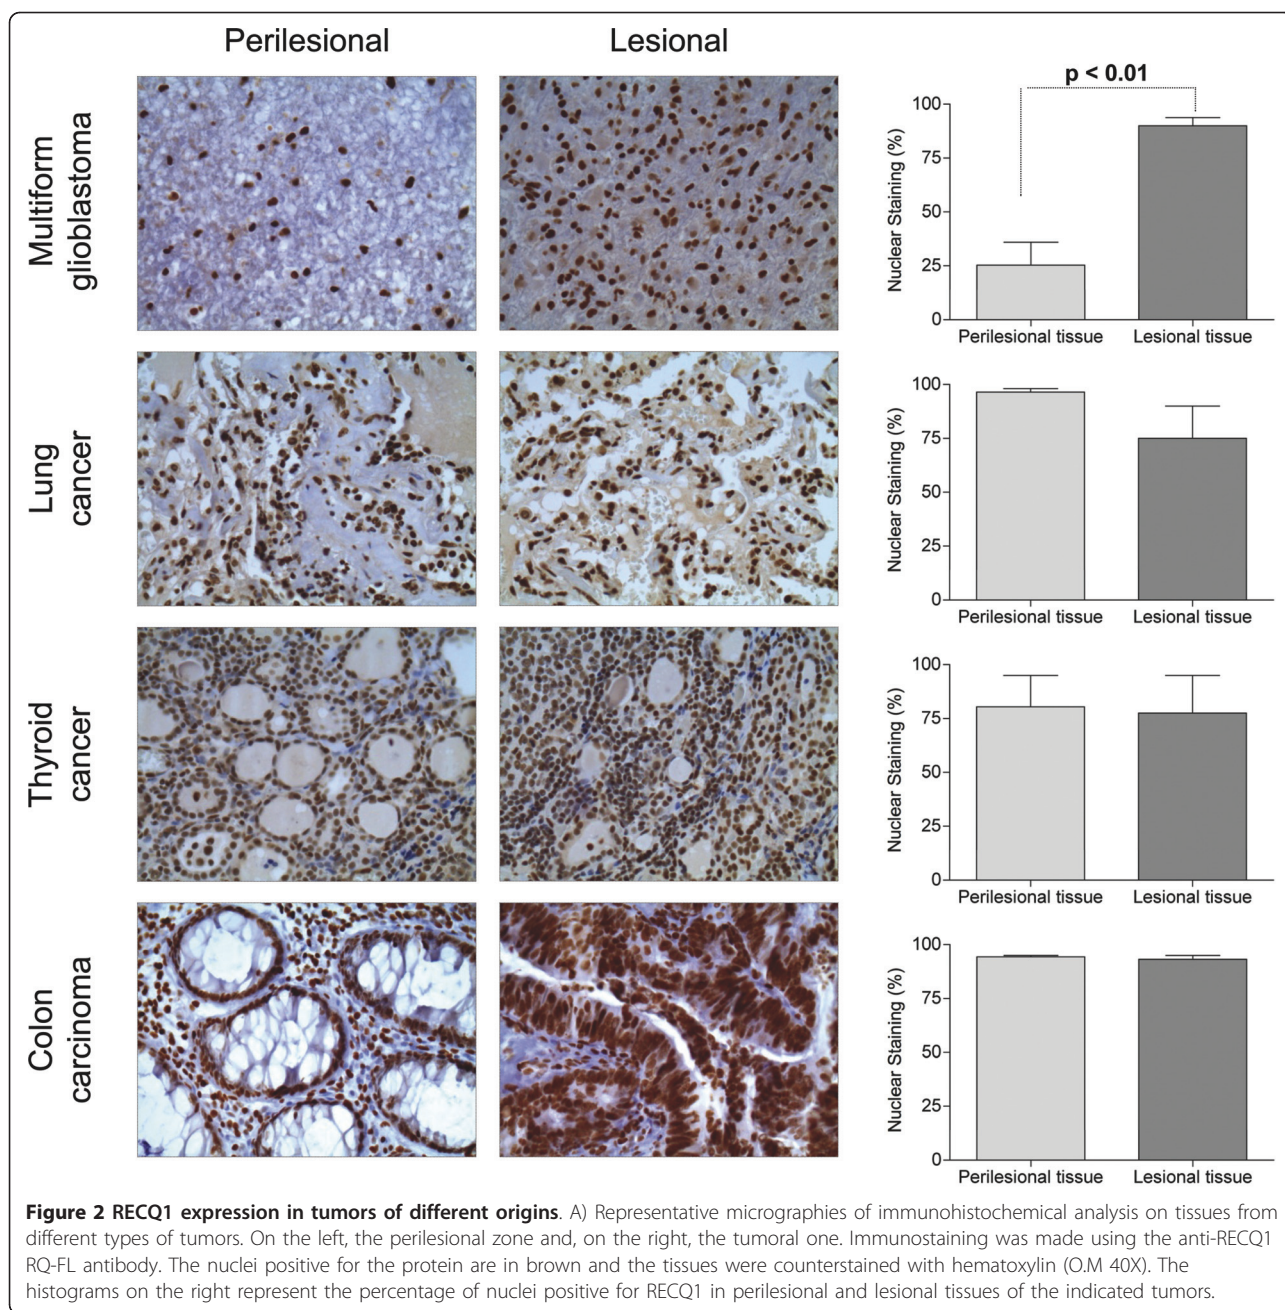 Perilesional
Lesional
Multiform
glioblastoma
p < 0.01
Nuclear Staining (%)
100
75
50
25
0
Perilesional tissue
Lesional tissue
Lung
cancer
Nuclear Staining (%)
100
75
50
25
0
Perilesional tissue
Lesional tissue
Thyroid
cancer
Nuclear Staining (%)
100
75
50
25
0
Perilesional tissue
Lesional tissue
Colon
carcinoma
Nuclear Staining (%)
100
75
50
25
0
Perilesional tissue
Lesional tissue
Figure 2 RECQ1 expression in tumors of different origins. A) Representative micrographies of immunohistochemical analysis on tissues from
different types of tumors. On the left, the perilesional zone and, on the right, the tumoral one. Immunostaining was made using the anti-RECQ1
RQ-FL antibody. The nuclei positive for the protein are in brown and the tissues were counterstained with hematoxylin (O.M 40X). The
histograms on the right represent the percentage of nuclei positive for RECQ1 in perilesional and lesional tissues of the indicated tumors.